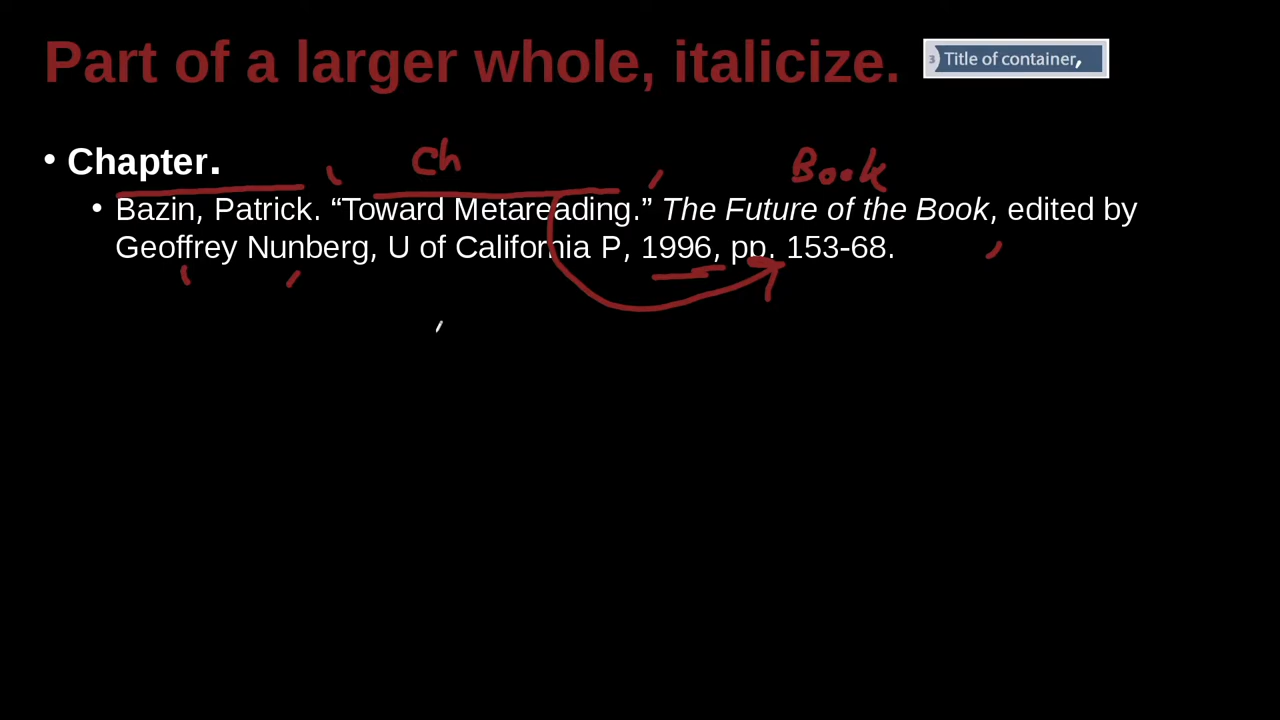 Part of a larger whole, italicize.
3 Title of container,
• Chapter.
Ch
Book
• Bazin, Patrick. “Toward Metareading.” The Future of the Book, edited by
Geoffrey Nunberg, U of California P, 1996, pp. 153-68.